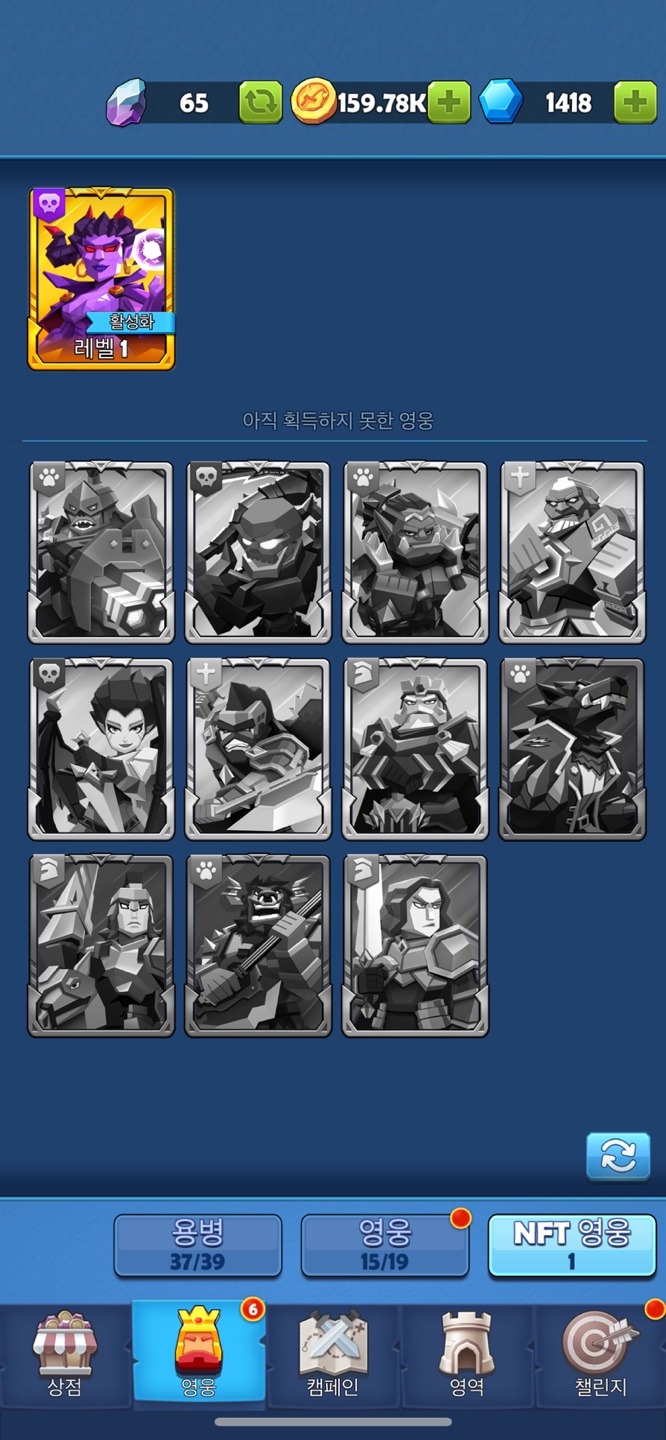 65 159.78K 1418
활성화
레벨 1
아직 획득하지 못한 영웅
용병 영웅 NFT 영웅
37/39 15/19 1
6
상점 영웅 캠페인 영역 챌린지